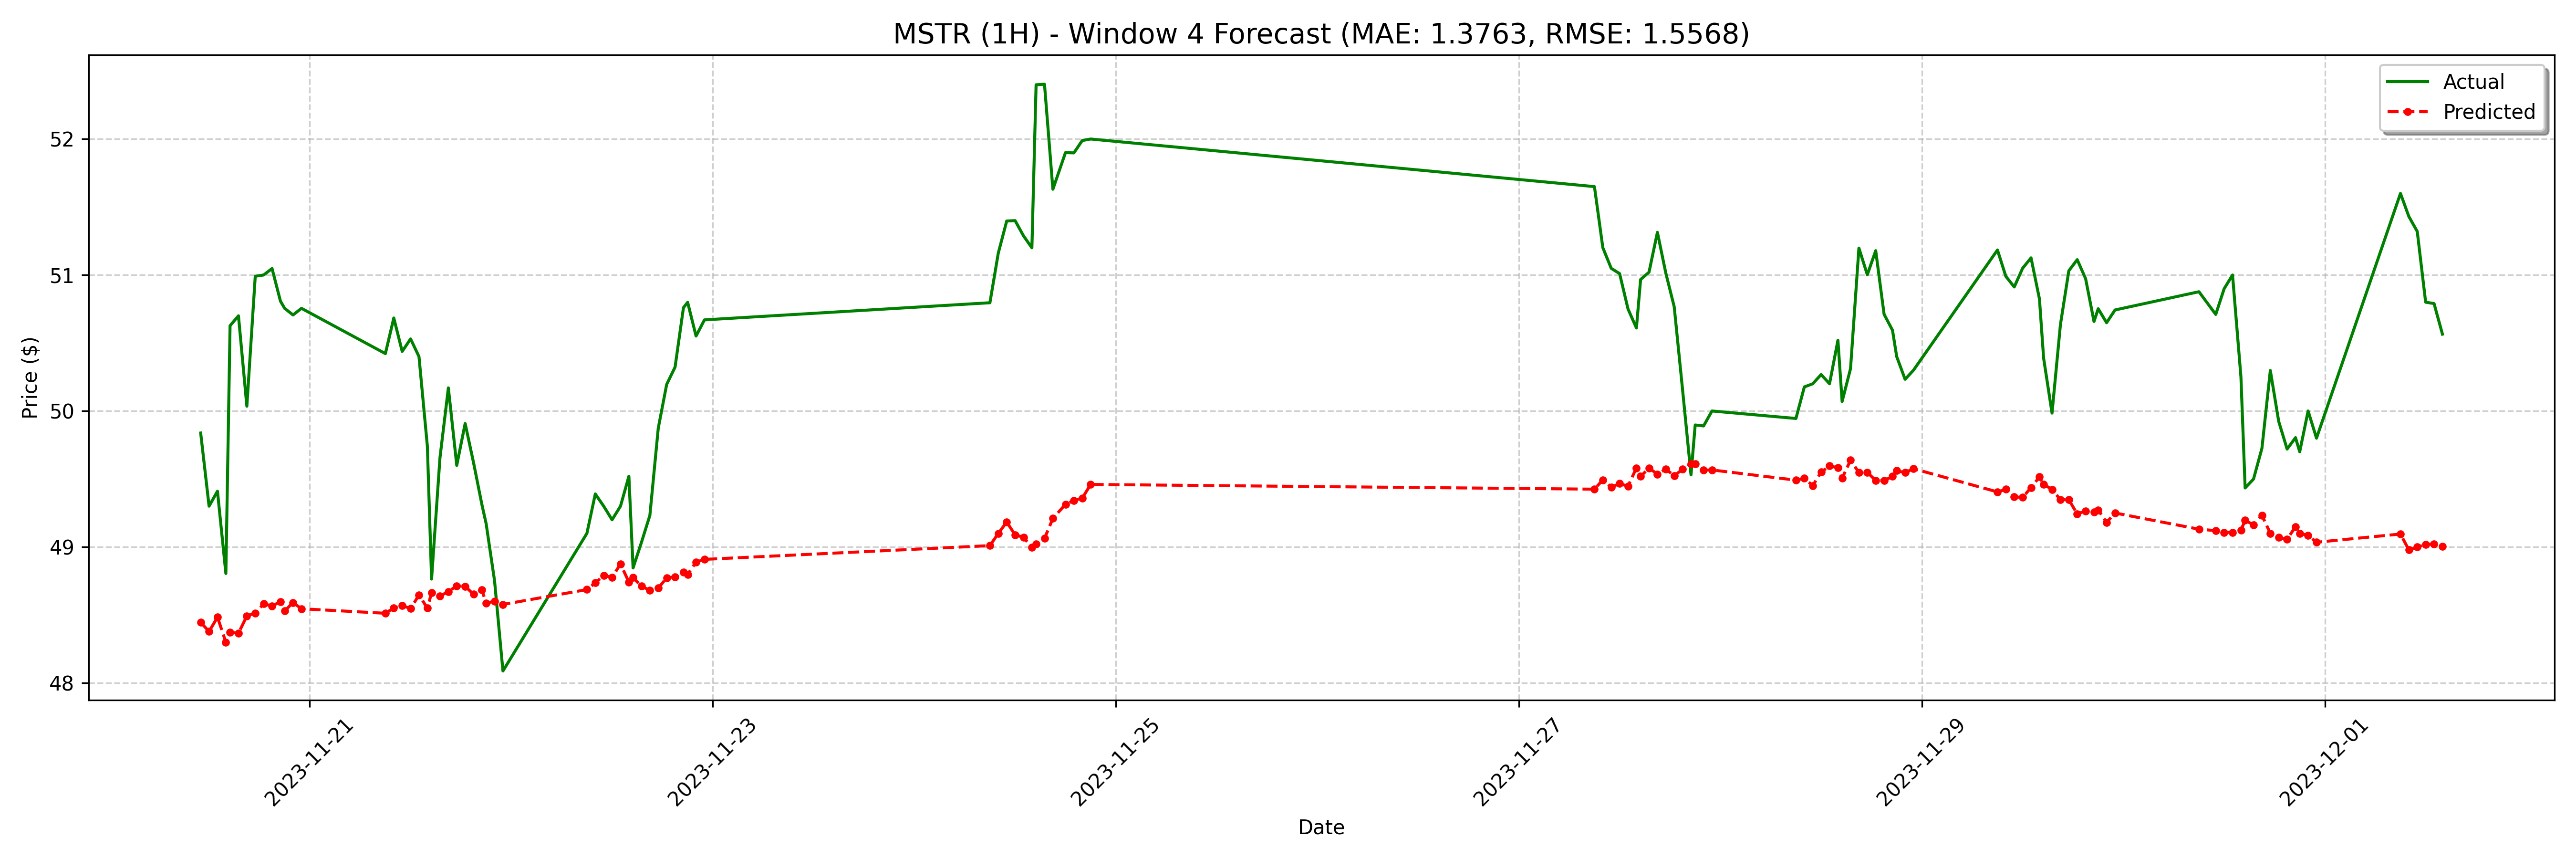 MSTR (1H) - Window 4 Forecast (MAE: 1.3763, RMSE: 1.5568)
Actual
Predicted
Price ($)
52
51
50
49
48
2023-11-21
2023-11-23
2023-11-25
2023-11-27
2023-11-29
2023-12-01
Date